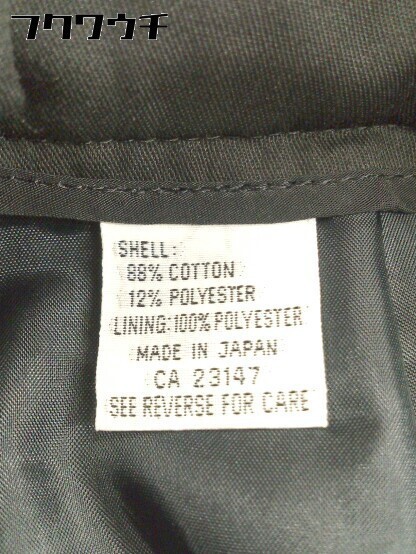 フクワウチ
SHELL:
88% COTTON
12% POLYESTER
LINING:100% POLYESTER
MADE IN JAPAN
CA 23147
SEE REVERSE FOR CARE